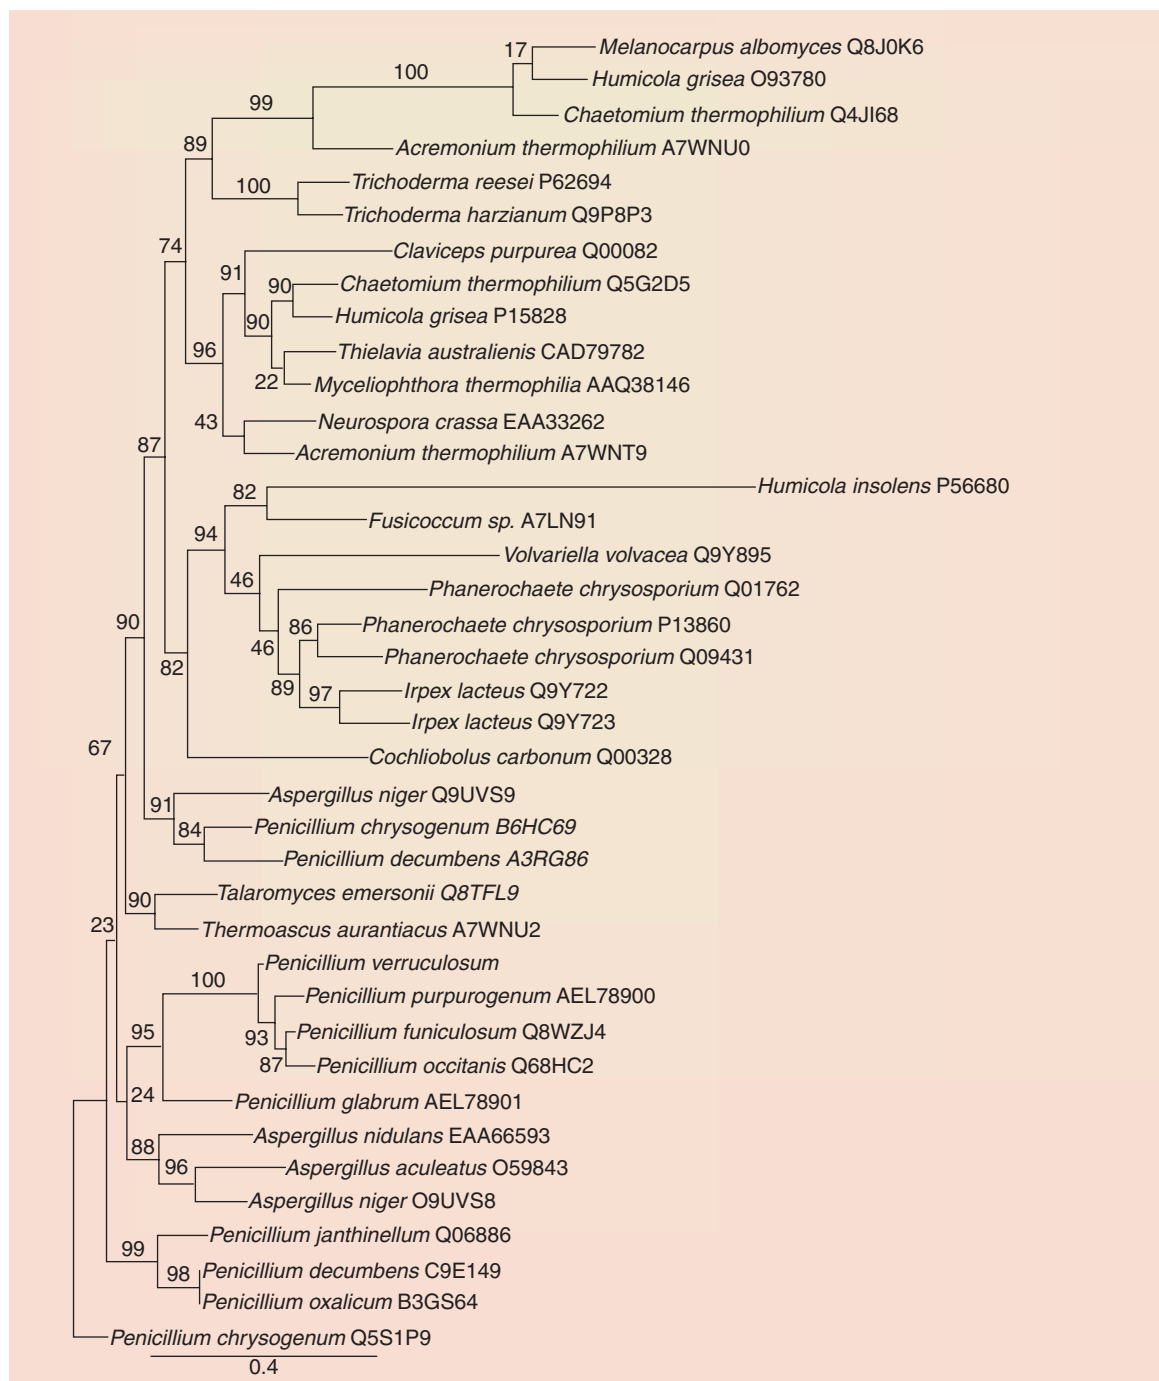 17
Melanocarpus albomyces Q8J0K6
100
Humicola grisea O93780
99
Chaetomium thermophilium Q4JI68
89
Acremonium thermophilium A7WNU0
100
Trichoderma reesei P62694
Trichoderma harzianum Q9P8P3
74
Claviceps purpurea Q00082
91
90
Chaetomium thermophilium Q5G2D5
90
Humicola grisea P15828
96
Thielavia australienis CAD79782
22
Myceliophthora thermophilia AAQ38146
43
Neurospora crassa EAA33262
87
Acremonium thermophilium A7WNT9
82
Humicola insolens P56680
94
Fusicoccum sp. A7LN91
Volvariella volvacea Q9Y895
46
Phanerochaete chrysosporium Q01762
90
86
Phanerochaete chrysosporium P13860
46
Phanerochaete chrysosporium Q09431
82
89
97
Irpex lacteus Q9Y722
Irpex lacteus Q9Y723
67
Cochliobolus carbonum Q00328
91
Aspergillus niger Q9UVS9
84
Penicillium chrysogenum B6HC69
Penicillium decumbens A3RG86
90
Talaromyces emersonii Q8TFL9
23
Thermoascus aurantiacus A7WNU2
100
Penicillium verruculosum
Penicillium purpurogenum AEL78900
95
93
Penicillium funiculosum Q8WZJ4
87
Penicillium occitanis Q68HC2
24
Penicillium glabrum AEL78901
88
Aspergillus nidulans EAA66593
96
Aspergillus aculeatus O59843
Aspergillus niger O9UVS8
99
Penicillium janthinellum Q06886
98
Penicillium decumbens C9E149
Penicillium oxalicum B3GS64
Penicillium chrysogenum Q5S1P9
0.4